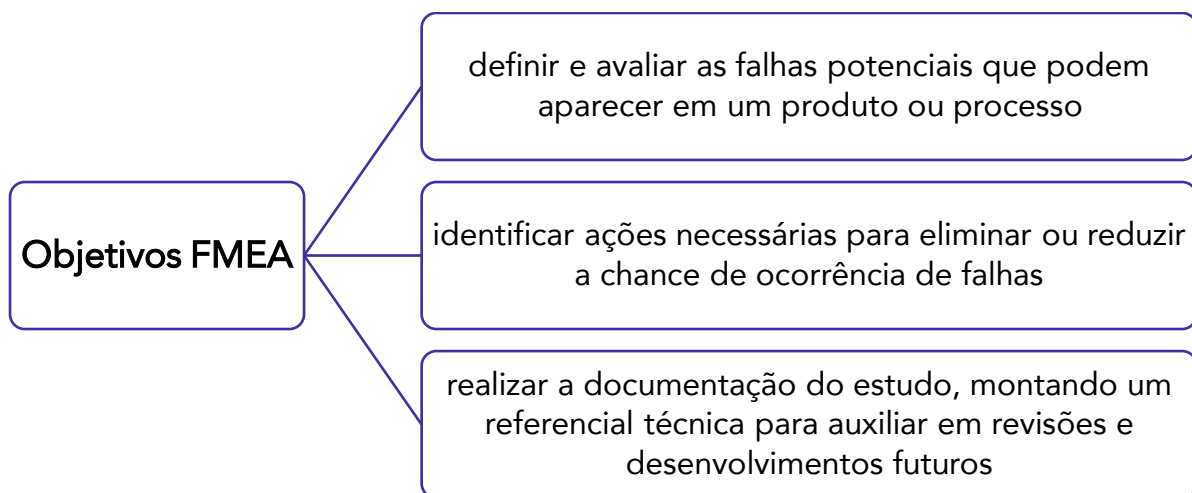 definir e avaliar as falhas potenciais que podem
aparecer em um produto ou processo
Objetivos FMEA
identificar ações necessárias para eliminar ou reduzir
a chance de ocorrência de falhas
realizar a documentação do estudo, montando um
referencial técnica para auxiliar em revisões e
desenvolvimentos futuros